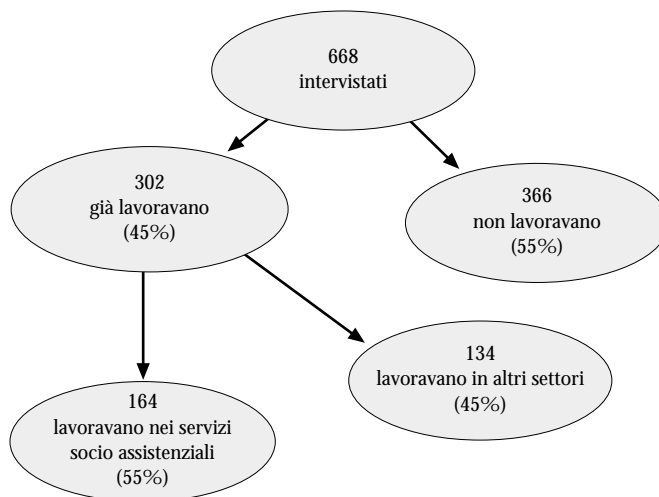 668
intervistati
302
già lavoravano
(45%)
366
non lavoravano
(55%)
134
lavoravano in altri settori
(45%)
164
lavoravano nei servizi
socio assistenziali
(55%)